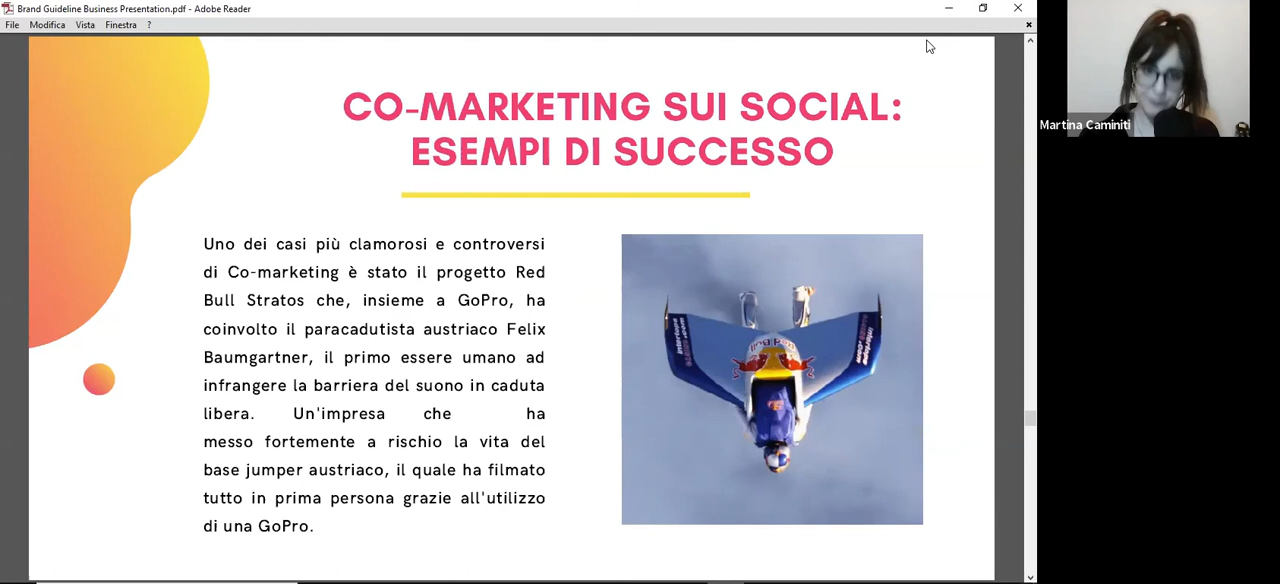 Brand Guideline Business Presentation.pdf - Adobe Reader
File Modifica Vista Finestra ?
CO-MARKETING SUI SOCIAL:
ESEMPI DI SUCCESSO
Uno dei casi più clamorosi e controversi
di Co-marketing è stato il progetto Red
Bull Stratos che, insieme a GoPro, ha
coinvolto il paracadutista austriaco Felix
Baumgartner, il primo essere umano ad
infrangere la barriera del suono in caduta
libera. Un'impresa che ha
messo fortemente a rischio la vita del
base jumper austriaco, il quale ha filmato
tutto in prima persona grazie all'utilizzo
di una GoPro.
Martina Caminiti